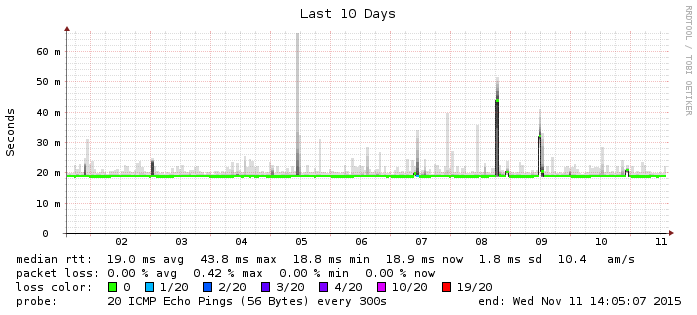 Last 10 Days
RRDTOOL / TOBI OETIKER
Seconds
60 m
50 m
40 m
30 m
20 m
10 m
0
02 03 04 05 06 07 08 09 10 11
median rtt: 19.0 ms avg 43.8 ms max 18.8 ms min 18.9 ms now 1.8 ms sd 10.4 am/s
packet loss: 0.00 % avg 0.42 % max 0.00 % min 0.00 % now
loss color: 0 1/20 2/20 3/20 4/20 10/20 19/20
probe: 20 ICMP Echo Pings (56 Bytes) every 300s end: Wed Nov 11 14:05:07 2015